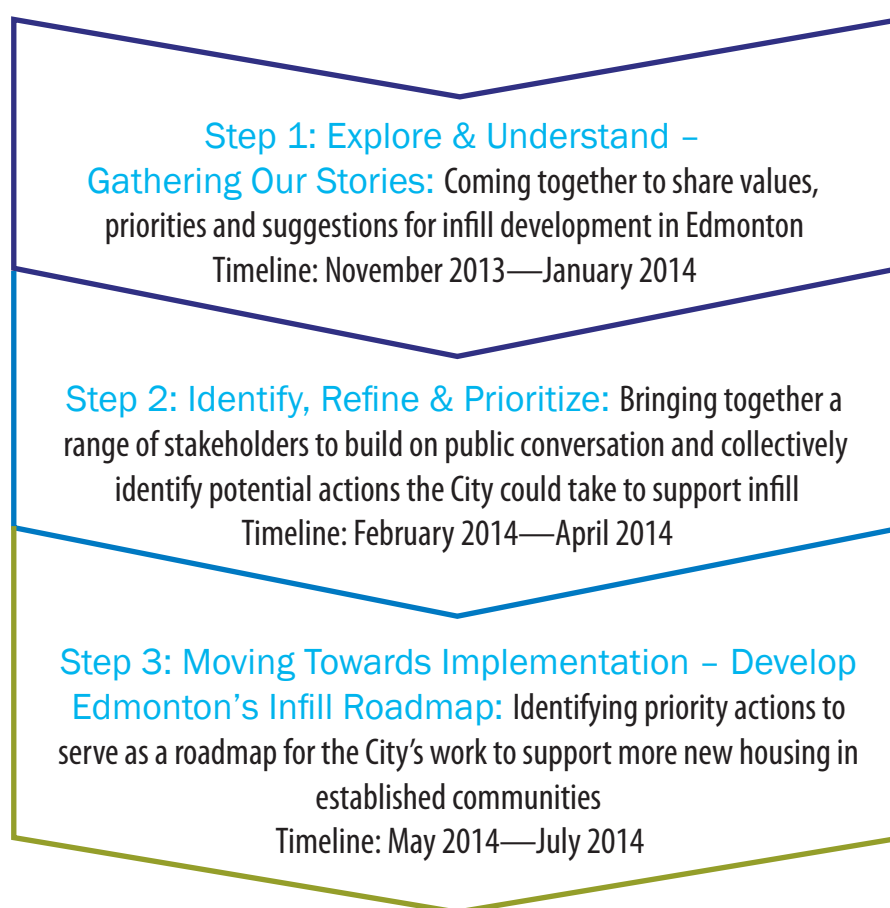 Step 1: Explore & Understand –
Gathering Our Stories: Coming together to share values,
priorities and suggestions for infill development in Edmonton
Timeline: November 2013—January 2014
Step 2: Identify, Refine & Prioritize: Bringing together a
range of stakeholders to build on public conversation and collectively
identify potential actions the City could take to support infill
Timeline: February 2014—April 2014
Step 3: Moving Towards Implementation – Develop
Edmonton’s Infill Roadmap: Identifying priority actions to
serve as a roadmap for the City’s work to support more new housing in
established communities
Timeline: May 2014—July 2014